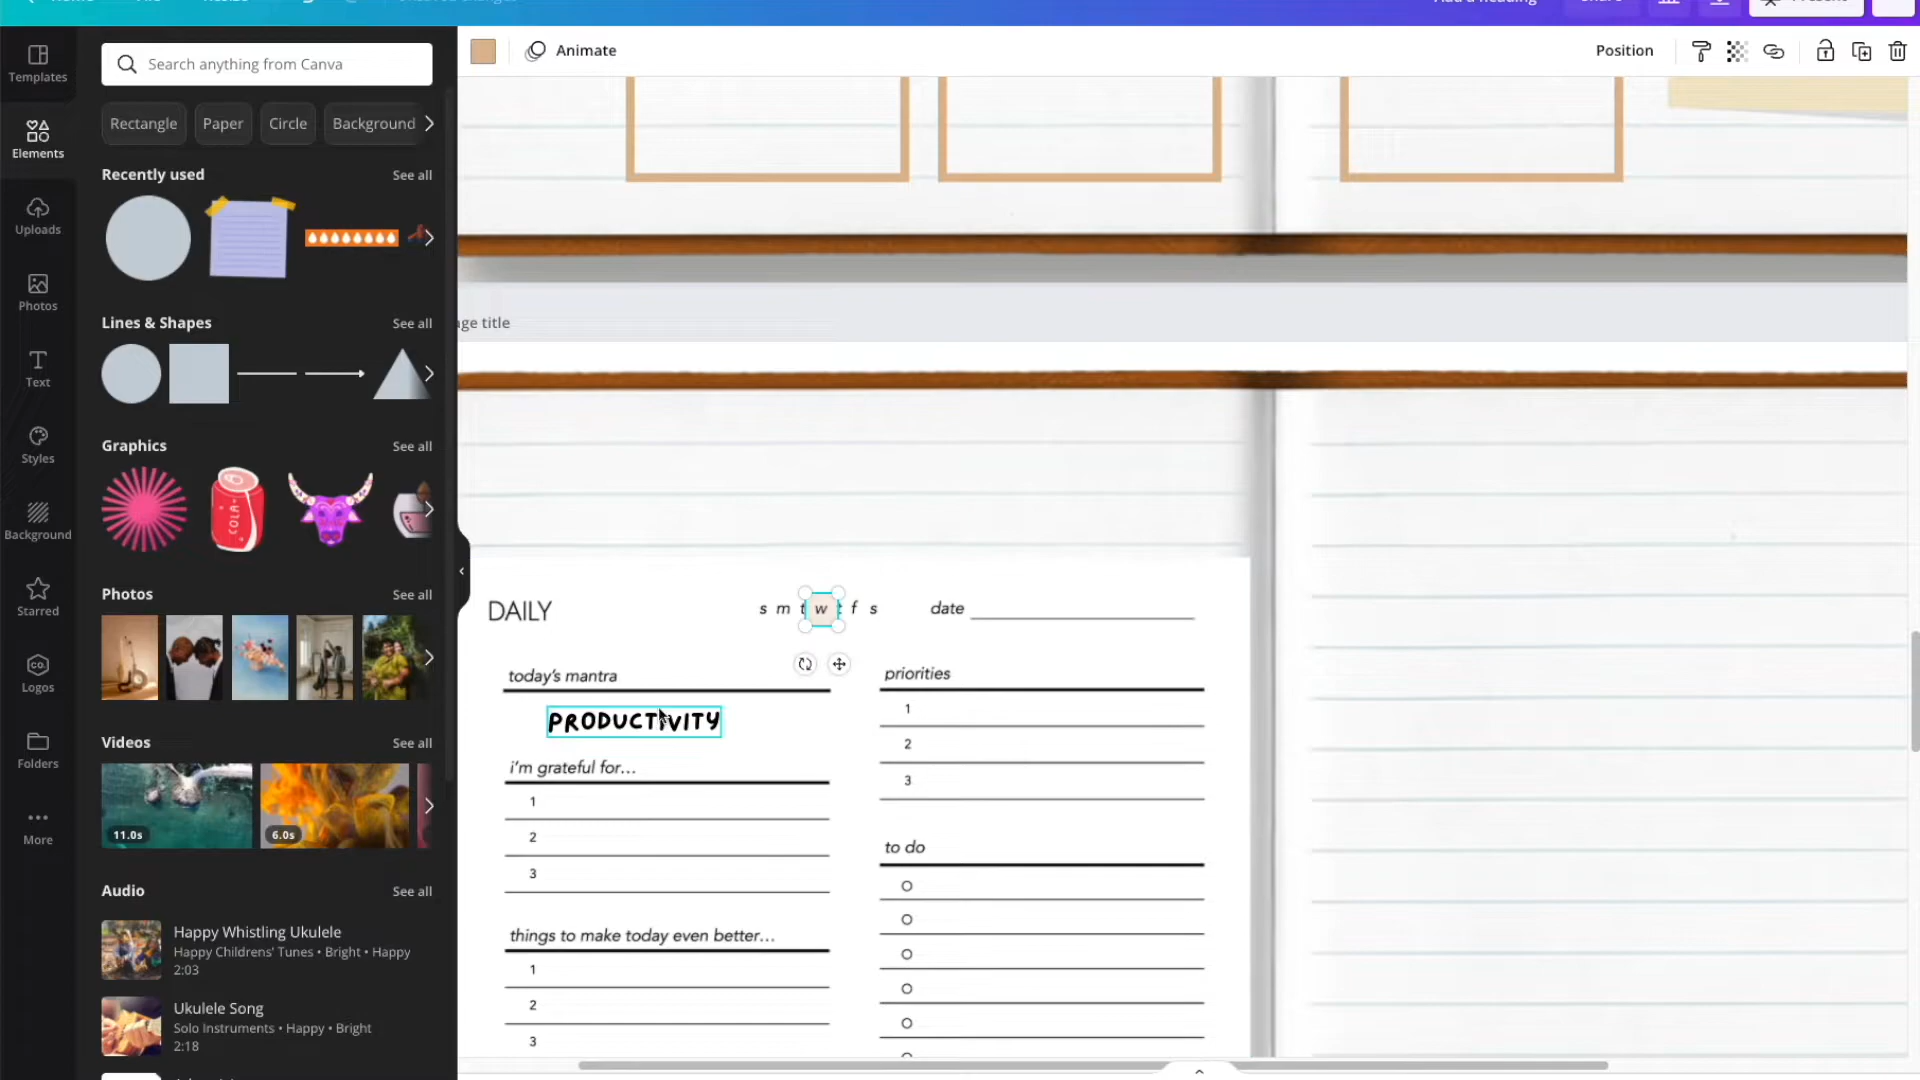 Animate
Position
Templates
Search anything from Canva
Rectangle
Paper
Circle
Background
Elements
Recently used
See all
Uploads
Lines & Shapes
See all
Photos
Text
Graphics
See all
COLA
Styles
Background
Photos
See all
Starred
co.
Logos
Videos
See all
Folders
11.0s
6.0s
More
Audio
See all
Happy Whistling Ukulele
Happy Childrens' Tunes • Bright • Happy
2:03
Ukulele Song
Solo Instruments • Happy • Bright
2:18
ge title
DAILY
s m t w t f s
date
today's mantra
PRODUCTIVITY
i'm grateful for...
1
2
3
things to make today even better...
1
2
3
priorities
1
2
3
to do